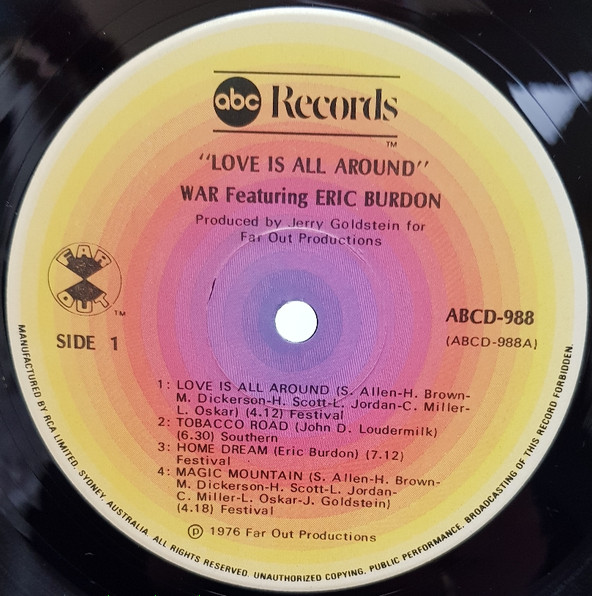 abc Records
TM
"LOVE IS ALL AROUND"
WAR Featuring ERIC BURDON
Produced by Jerry Goldstein for
Far Out Productions
FAR
OUT
TM
SIDE 1
ABCD-988
(ABCD-988A)
1: LOVE IS ALL AROUND (S. Allen-H. Brown-
M. Dickerson-H. Scott-L. Jordan-C. Miller-
L. Oskar) (4.12) Festival
2: TOBACCO ROAD (John D. Loudermilk)
(6.30) Southern
3: HOME DREAM (Eric Burdon) (7.12)
Festival
4: MAGIC MOUNTAIN (S. Allen-H. Brown-
M. Dickerson-H. Scott-L. Jordan-
C. Miller-L. Oskar-J. Goldstein)
(4.18) Festival
℗ 1976 Far Out Productions
MANUFACTURED BY RCA LIMITED, SYDNEY, AUSTRALIA. ALL RIGHTS RESERVED. UNAUTHORIZED COPYING, PUBLIC PERFORMANCE, BROADCASTING OF THIS RECORD FORBIDDEN.